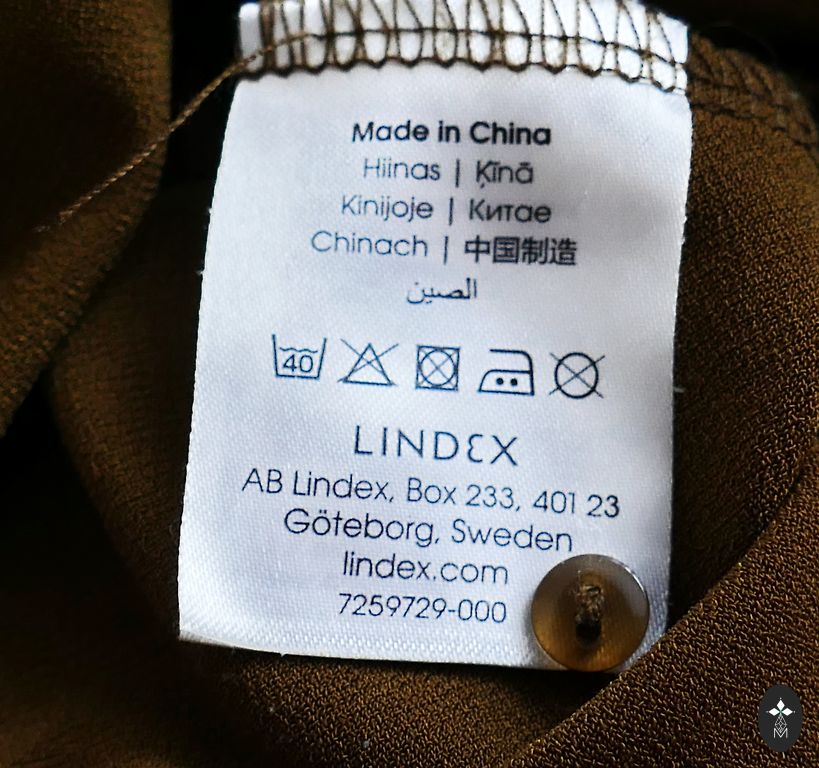 Made in China
Hiinas | Ķīnā
Kinijoje | Китае
Chinach | 中国制造
الصين
40
LINDEX
AB Lindex, Box 233, 401 23
Göteborg, Sweden
lindex.com
7259729-000
M